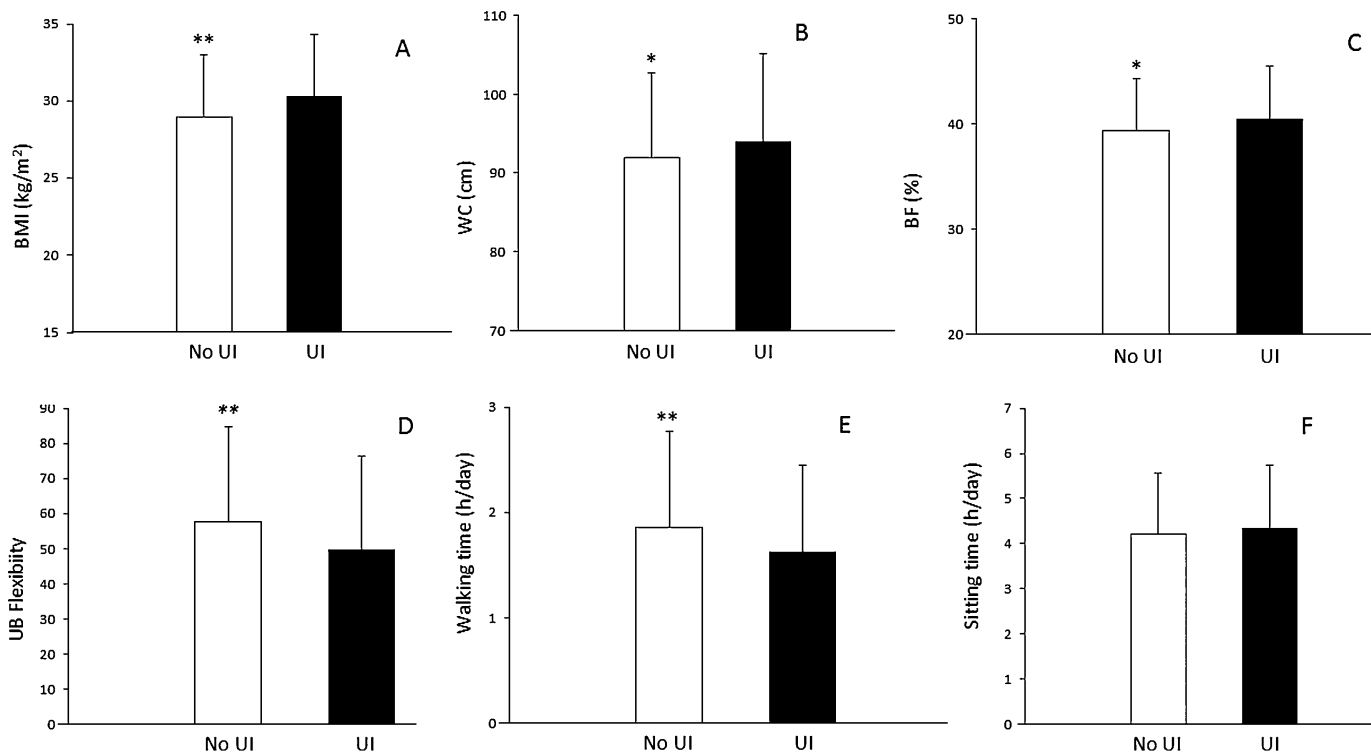 A
BMI (kg/m²)
35
30
25
20
15
**
No UI
UI
B
WC (cm)
110
100
90
80
70
*
No UI
UI
C
BF (%)
50
40
30
20
*
No UI
UI
D
UB Flexibiity
90
80
70
60
50
40
30
20
10
0
**
No UI
UI
E
Walking time (h/day)
3
2
1
0
**
No UI
UI
F
Sitting time (h/day)
7
6
5
4
3
2
1
0
No UI
UI